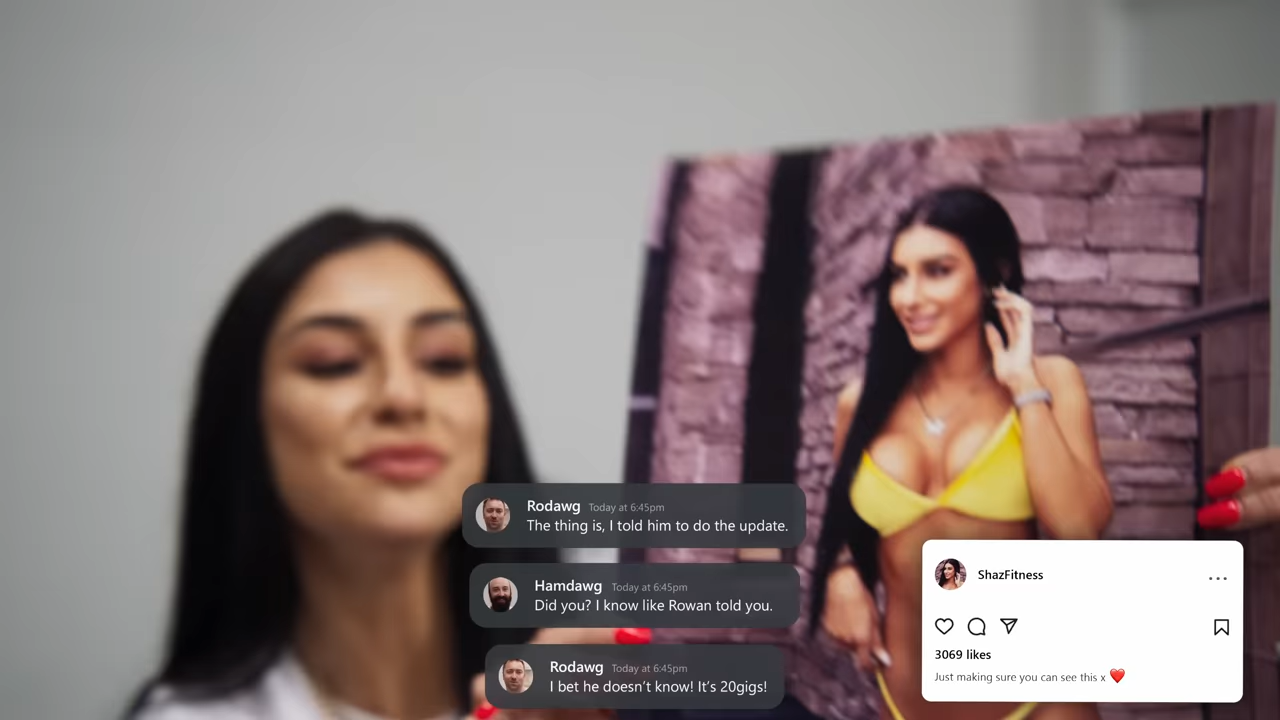 Rodawg Today at 6:45pm
The thing is, I told him to do the update.
Hamdawg Today at 6:45pm
Did you? I know like Rowan told you.
Rodawg Today at 6:45pm
I bet he doesn't know! It's 20gigs!
ShazFitness
3069 likes
Just making sure you can see this x ❤️